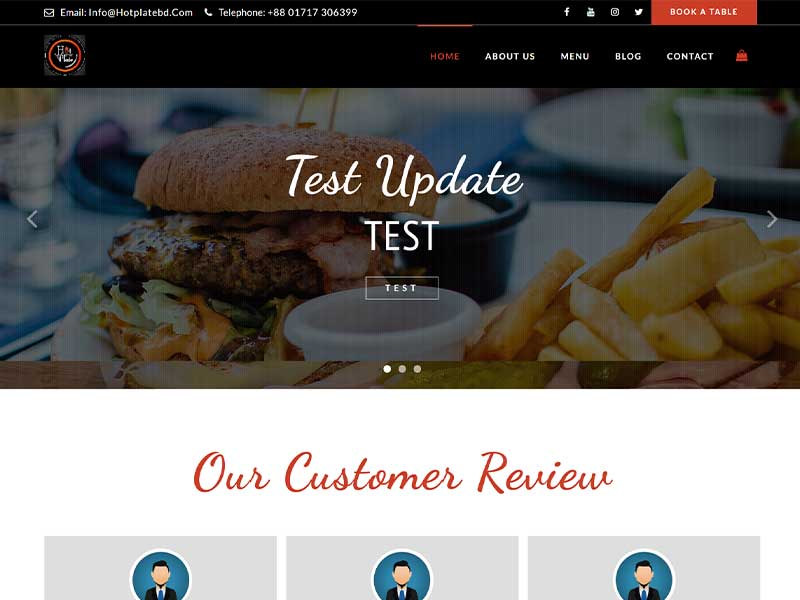 Email: Info@Hotplatebd.Com Telephone: +88 01717 306399 BOOK A TABLE
HOME ABOUT US MENU BLOG CONTACT
Test Update
TEST
TEST
Our Customer Review